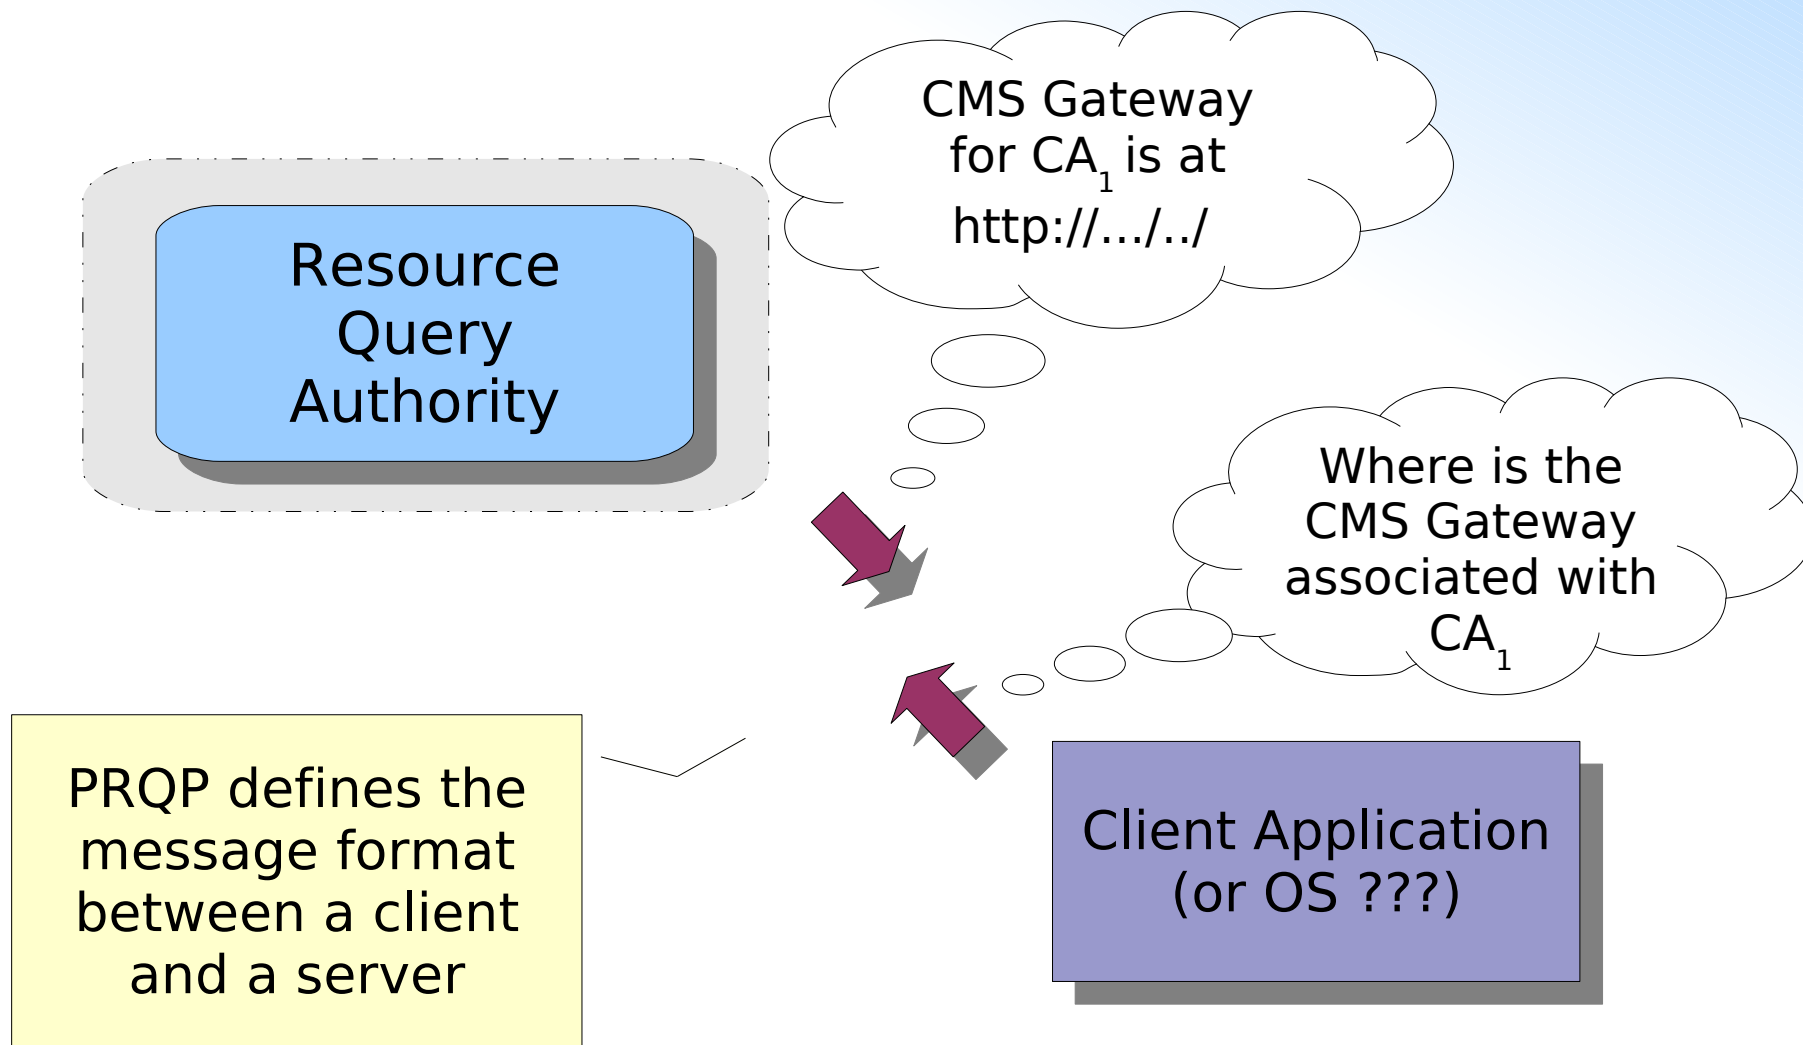 CMS Gateway
for CA₁ is at
http://.../../
Resource
Query
Authority
Where is the
CMS Gateway
associated with
CA₁
PRQP defines the
message format
between a client
and a server
Client Application
(or OS ???)